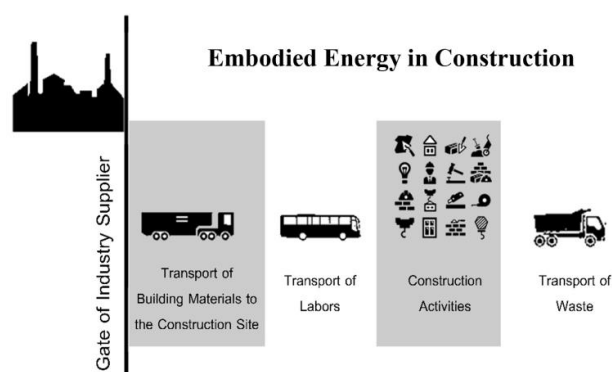 Embodied Energy in Construction
Gate of Industry Supplier
Transport of
Building Materials to
the Construction Site
Transport of
Labors
Construction
Activities
Transport of
Waste